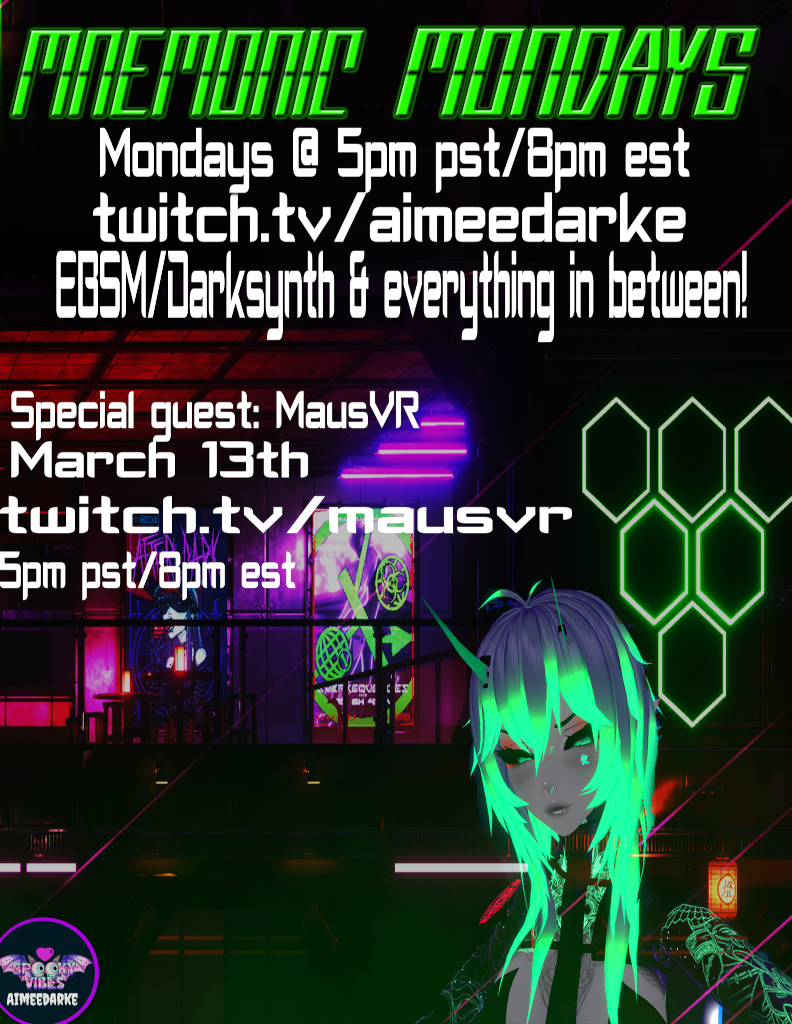 MNEMONIC MONDAYS
Mondays @ 5pm pst/8pm est
twitch.tv/aimeedarke
EBSM/Darksynth & everything in between!
Special guest: MausVR
March 13th
twitch.tv/mausvr
5pm pst/8pm est
SPOOKY
VIBES
AIMEEDARKE